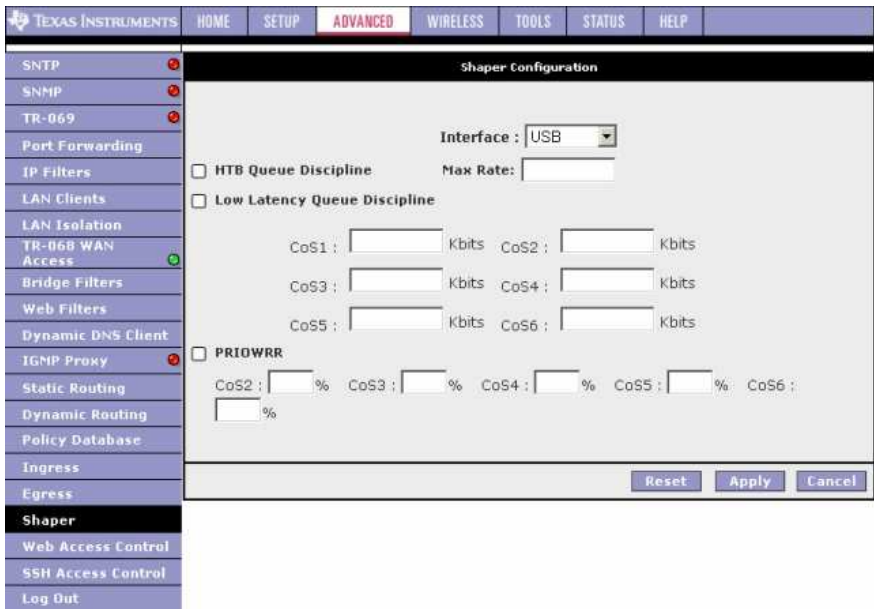 TEXAS INSTRUMENTS
HOME SETUP ADVANCED WIRELESS TOOLS STATUS HELP
SNTP
SNMP
TR-069
Port Forwarding
IP Filters
LAN Clients
LAN Isolation
TR-068 WAN
Access
Bridge Filters
Web Filters
Dynamic DNS Client
IGMP Proxy
Static Routing
Dynamic Routing
Policy Database
Ingress
Egress
Shaper
Web Access Control
SSH Access Control
Log Out
Shaper Configuration
Interface : USB
HTB Queue Discipline Max Rate:
Low Latency Queue Discipline
CoS1 : Kbits CoS2 : Kbits
CoS3 : Kbits CoS4 : Kbits
CoS5 : Kbits CoS6 : Kbits
PRIOWRR
CoS2 : % CoS3 : % CoS4 : % CoS5 : % CoS6 :
%
Reset Apply Cancel